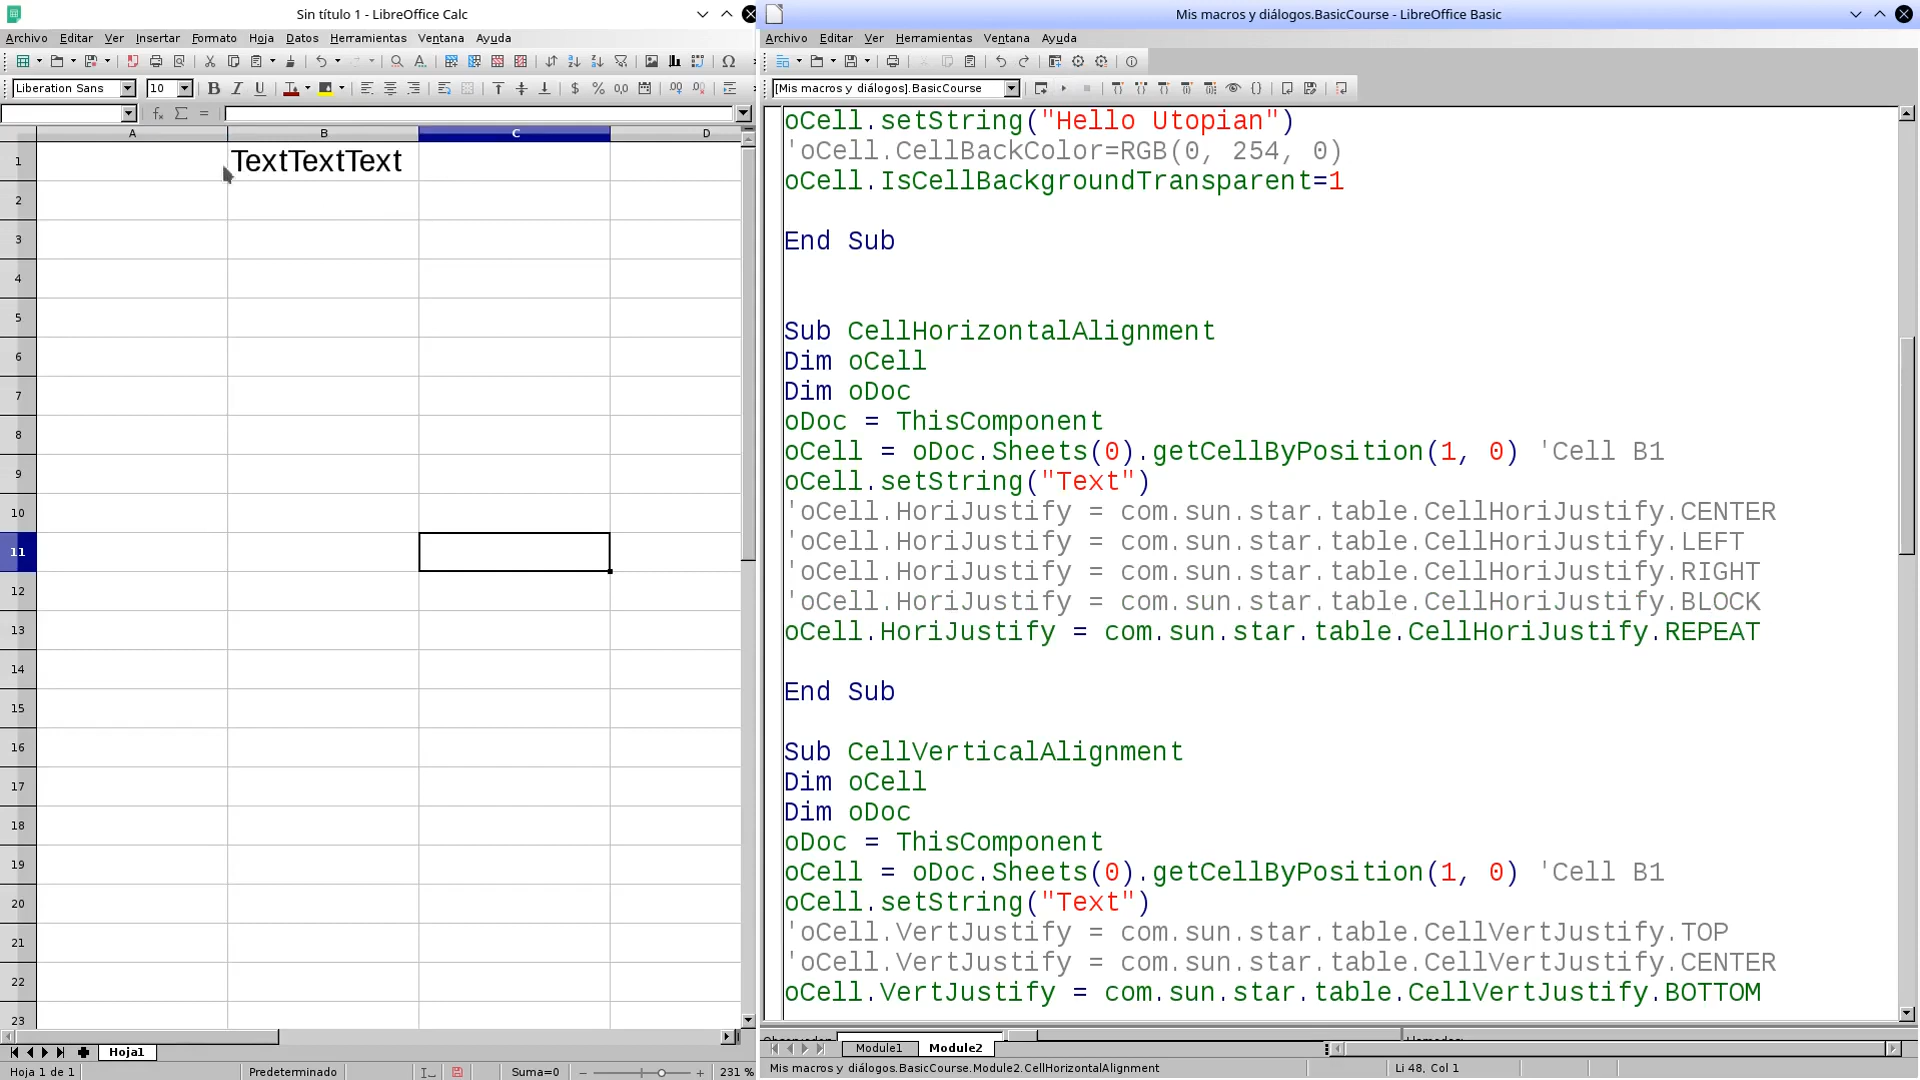 Sin título 1 - LibreOffice Calc
Archivo Editar Ver Insertar Formato Hoja Datos Herramientas Ventana Ayuda
Liberation Sans 10
A B C D
1 TextTextText
2
3
4
5
6
7
8
9
10
11
12
13
14
15
16
17
18
19
20
21
22
23
Hoja1
Hoja 1 de 1 Predeterminado Suma=0 231 %
Mis macros y diálogos.BasicCourse - LibreOffice Basic
Archivo Editar Ver Herramientas Ventana Ayuda
[Mis macros y diálogos].BasicCourse
oCell.setString("Hello Utopian")
'oCell.CellBackColor=RGB(0, 254, 0)
oCell.IsCellBackgroundTransparent=1
End Sub
Sub CellHorizontalAlignment
Dim oCell
Dim oDoc
oDoc = ThisComponent
oCell = oDoc.Sheets(0).getCellByPosition(1, 0) 'Cell B1
oCell.setString("Text")
'oCell.HoriJustify = com.sun.star.table.CellHoriJustify.CENTER
'oCell.HoriJustify = com.sun.star.table.CellHoriJustify.LEFT
'oCell.HoriJustify = com.sun.star.table.CellHoriJustify.RIGHT
'oCell.HoriJustify = com.sun.star.table.CellHoriJustify.BLOCK
oCell.HoriJustify = com.sun.star.table.CellHoriJustify.REPEAT
End Sub
Sub CellVerticalAlignment
Dim oCell
Dim oDoc
oDoc = ThisComponent
oCell = oDoc.Sheets(0).getCellByPosition(1, 0) 'Cell B1
oCell.setString("Text")
'oCell.VertJustify = com.sun.star.table.CellVertJustify.TOP
'oCell.VertJustify = com.sun.star.table.CellVertJustify.CENTER
oCell.VertJustify = com.sun.star.table.CellVertJustify.BOTTOM
Module1 Module2
Mis macros y diálogos.BasicCourse.Module2.CellHorizontalAlignment Li 48, Col 1